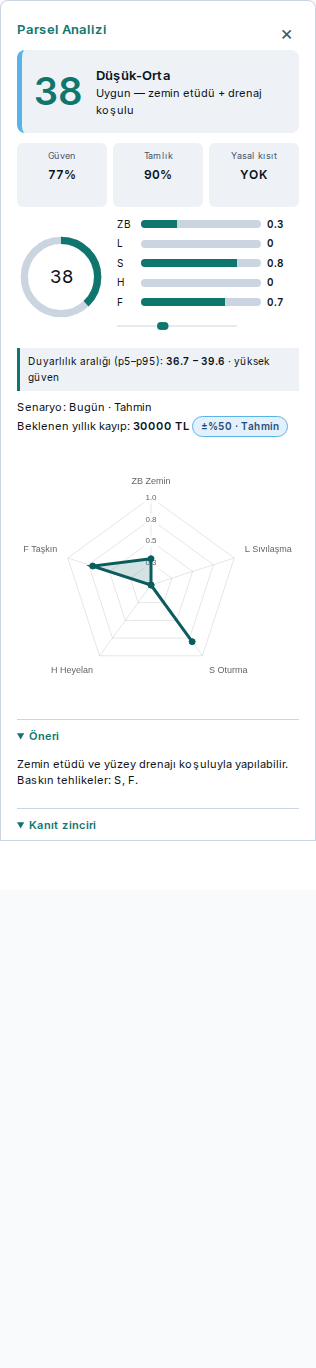 Parsel Analizi
✕
38
Düşük-Orta
Uygun — zemin etüdü + drenaj
koşulu
Güven
77%
Tamlık
90%
Yasal kısıt
YOK
38
ZB 0.3
L 0
S 0.8
H 0
F 0.7
Duyarlılık aralığı (p5–p95): 36.7 – 39.6 · yüksek
güven
Senaryo: Bugün · Tahmin
Beklenen yıllık kayıp: 30000 TL ±%50 · Tahmin
ZB Zemin
1.0
0.8
0.5
0.3
F Taşkın
L Sıvılaşma
H Heyelan
S Oturma
▼ Öneri
Zemin etüdü ve yüzey drenajı koşuluyla yapılabilir.
Baskın tehlikeler: S, F.
▼ Kanıt zinciri